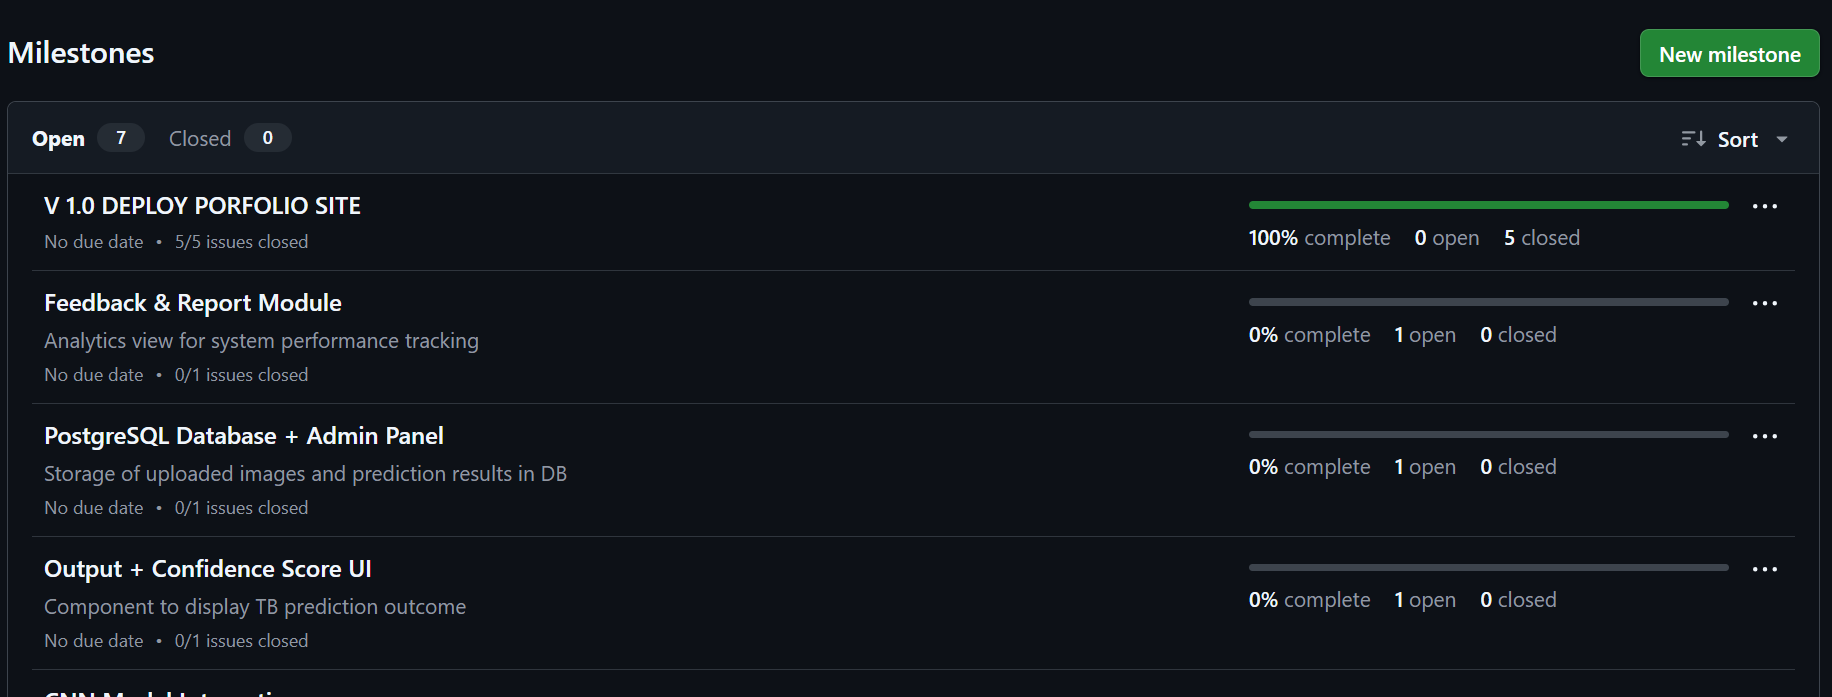 Milestones
New milestone
Open 7 Closed 0
Sort
V 1.0 DEPLOY PORFOLIO SITE
No due date • 5/5 issues closed
100% complete 0 open 5 closed
Feedback & Report Module
Analytics view for system performance tracking
No due date • 0/1 issues closed
0% complete 1 open 0 closed
PostgreSQL Database + Admin Panel
Storage of uploaded images and prediction results in DB
No due date • 0/1 issues closed
0% complete 1 open 0 closed
Output + Confidence Score UI
Component to display TB prediction outcome
No due date • 0/1 issues closed
0% complete 1 open 0 closed